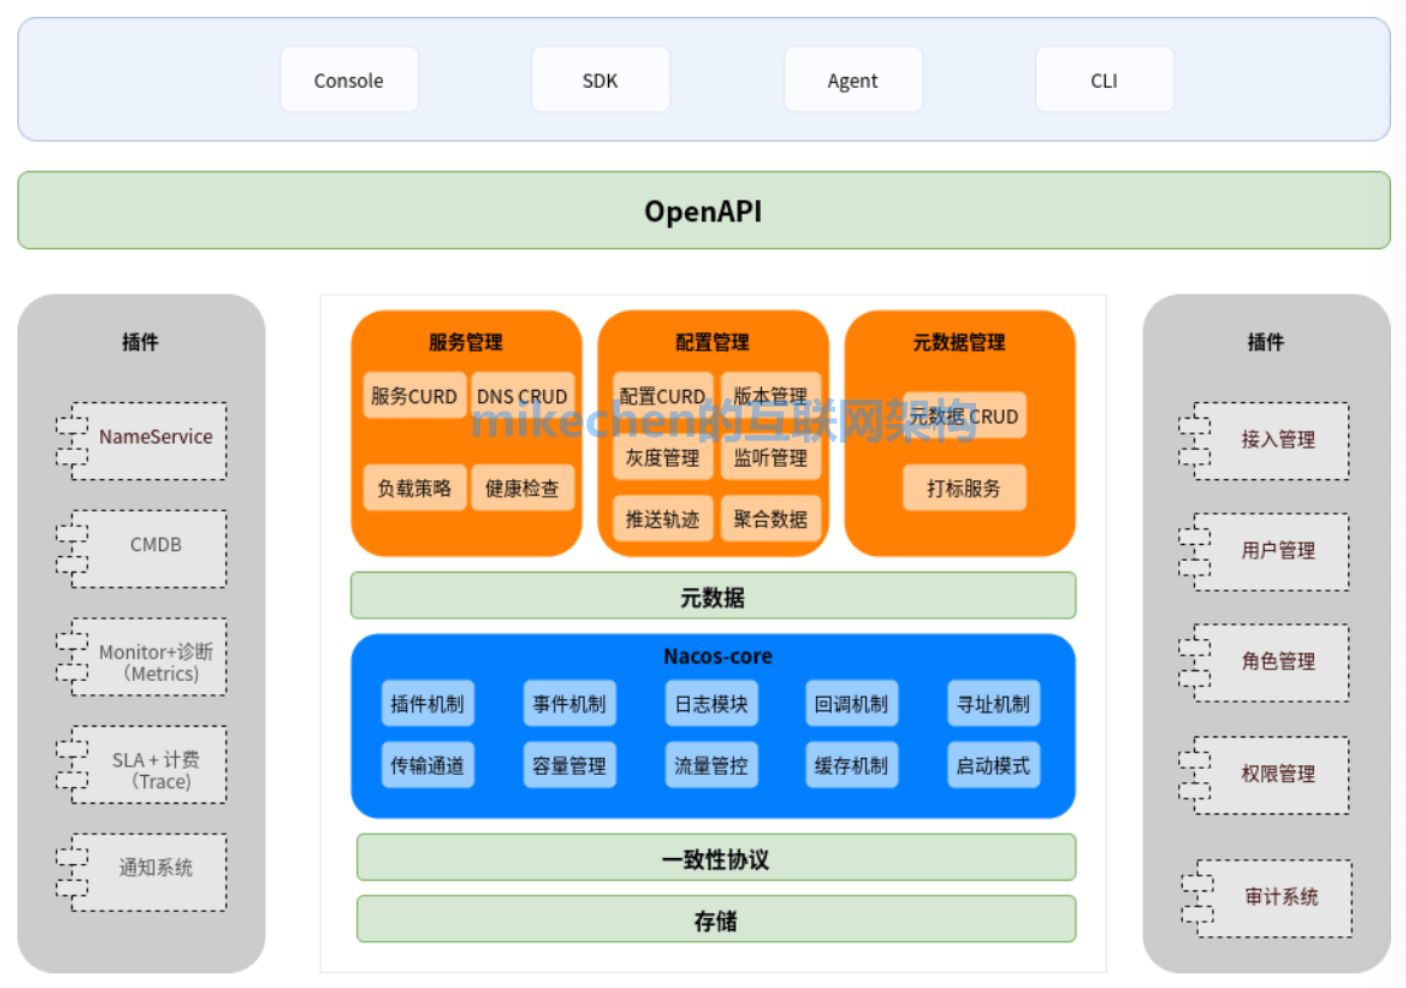 Console
SDK
Agent
CLI
OpenAPI
插件
NameService
CMDB
Monitor+诊断
（Metrics)
SLA + 计费
（Trace)
通知系统
服务管理
服务CURD
DNS CRUD
负载策略
健康检查
配置管理
配置CURD
版本管理
灰度管理
监听管理
推送轨迹
聚合数据
元数据管理
元数据 CRUD
打标服务
mikechen的互联网架构
元数据
Nacos-core
插件机制
事件机制
日志模块
回调机制
寻址机制
传输通道
容量管理
流量管控
缓存机制
启动模式
一致性协议
存储
插件
接入管理
用户管理
角色管理
权限管理
审计系统